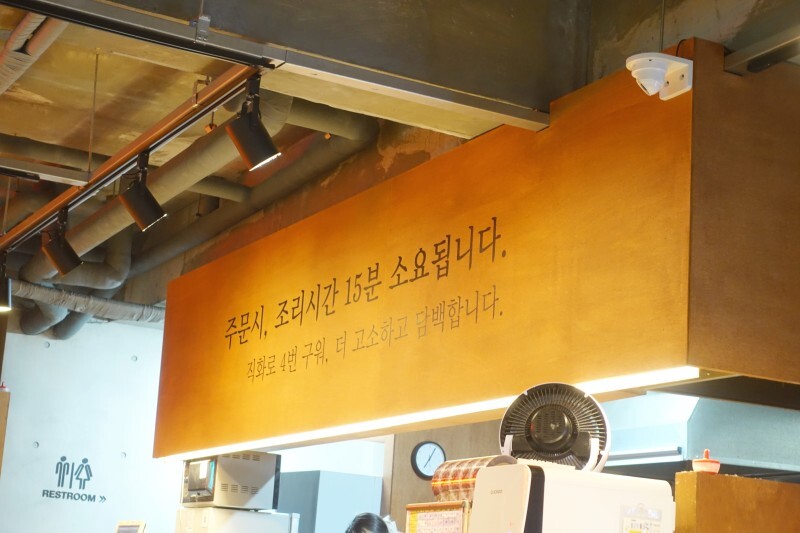 주문시, 조리시간 15분 소요됩니다.
직화로 4번 구워, 더 고소하고 담백합니다.
RESTROOM »